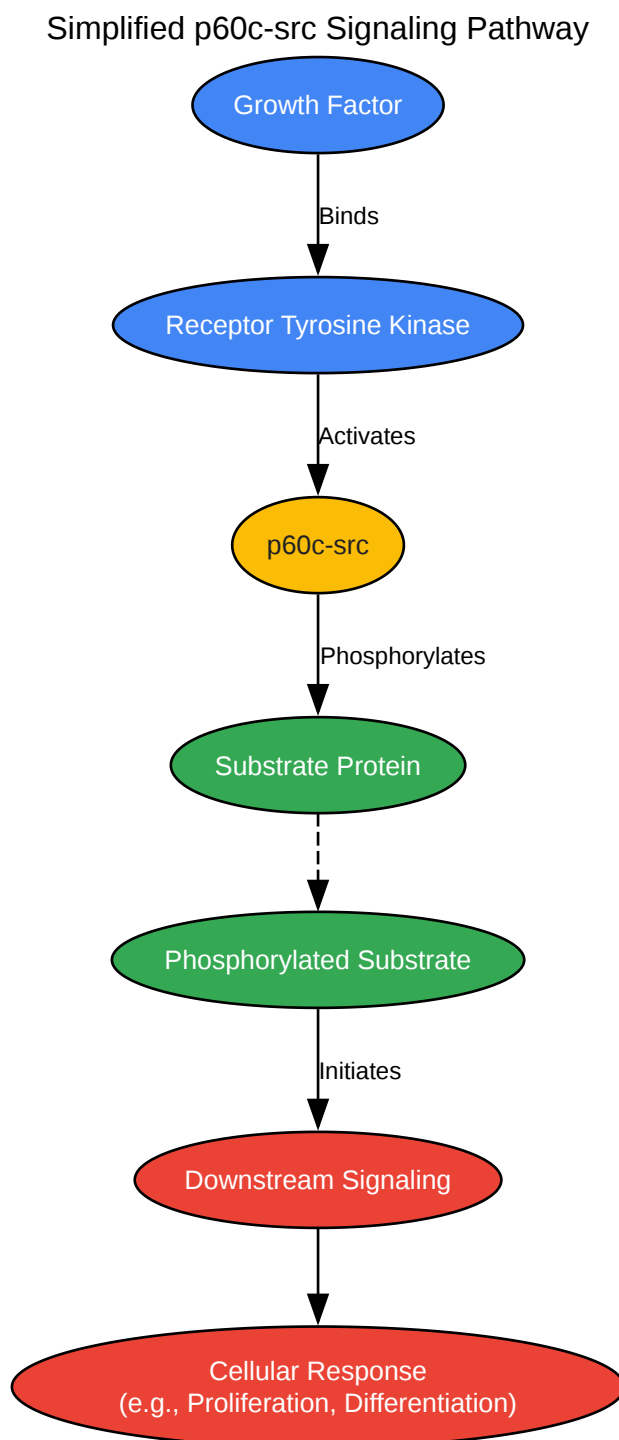 Simplified p60c-src Signaling Pathway
Growth Factor
Binds
Receptor Tyrosine Kinase
Activates
p60c-src
Phosphorylates
Substrate Protein
Phosphorylated Substrate
Initiates
Downstream Signaling
Cellular Response
(e.g., Proliferation, Differentiation)